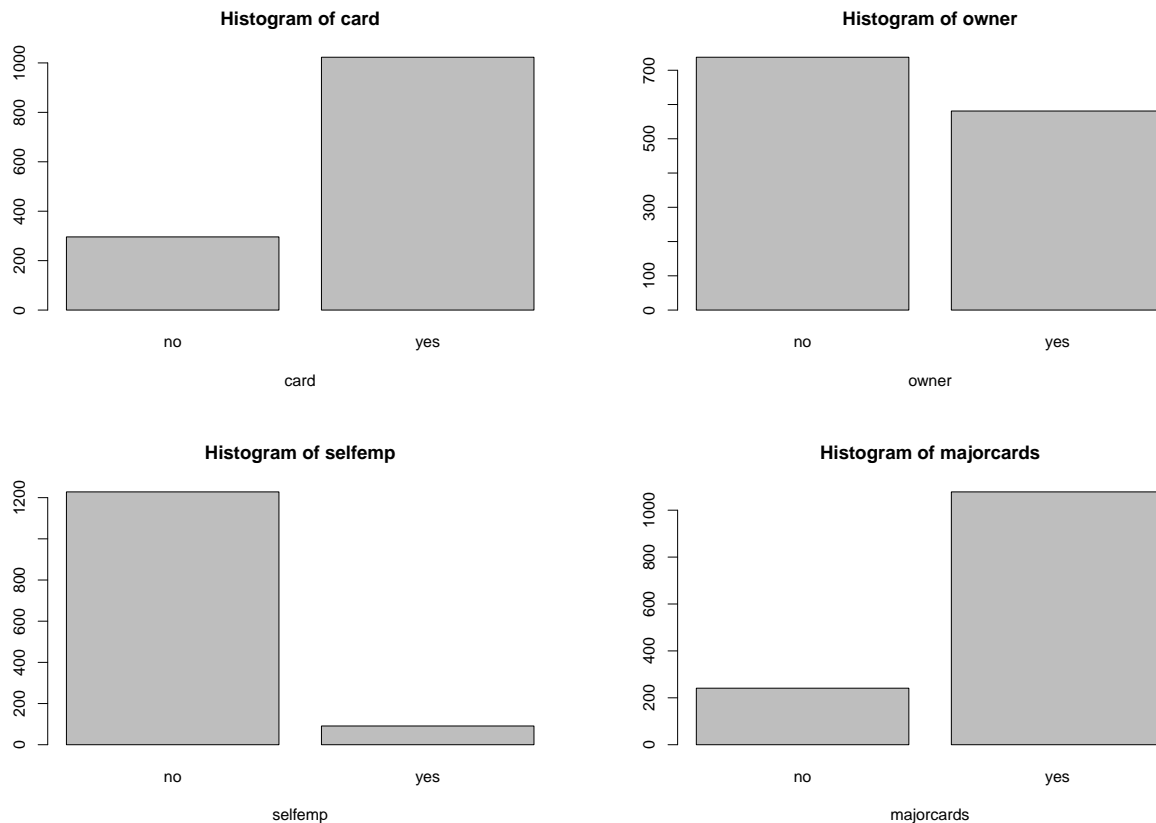 Histogram of card
1000
800
600
400
200
0
no yes
card
Histogram of owner
700
500
300
100
0
no yes
owner
Histogram of selfemp
1200
800
600
400
200
0
no yes
selfemp
Histogram of majorcards
1000
800
600
400
200
0
no yes
majorcards